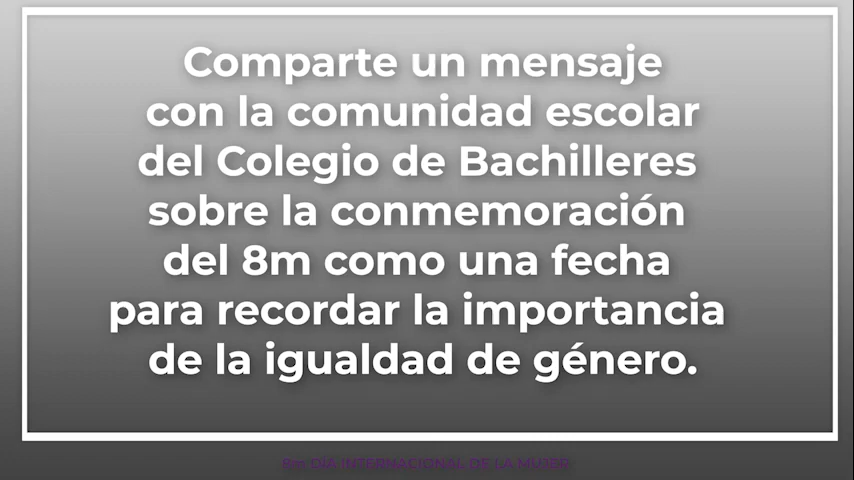 Comparte un mensaje
con la comunidad escolar
del Colegio de Bachilleres
sobre la conmemoración
del 8m como una fecha
para recordar la importancia
de la igualdad de género.
8m DÍA INTERNACIONAL DE LA MUJER